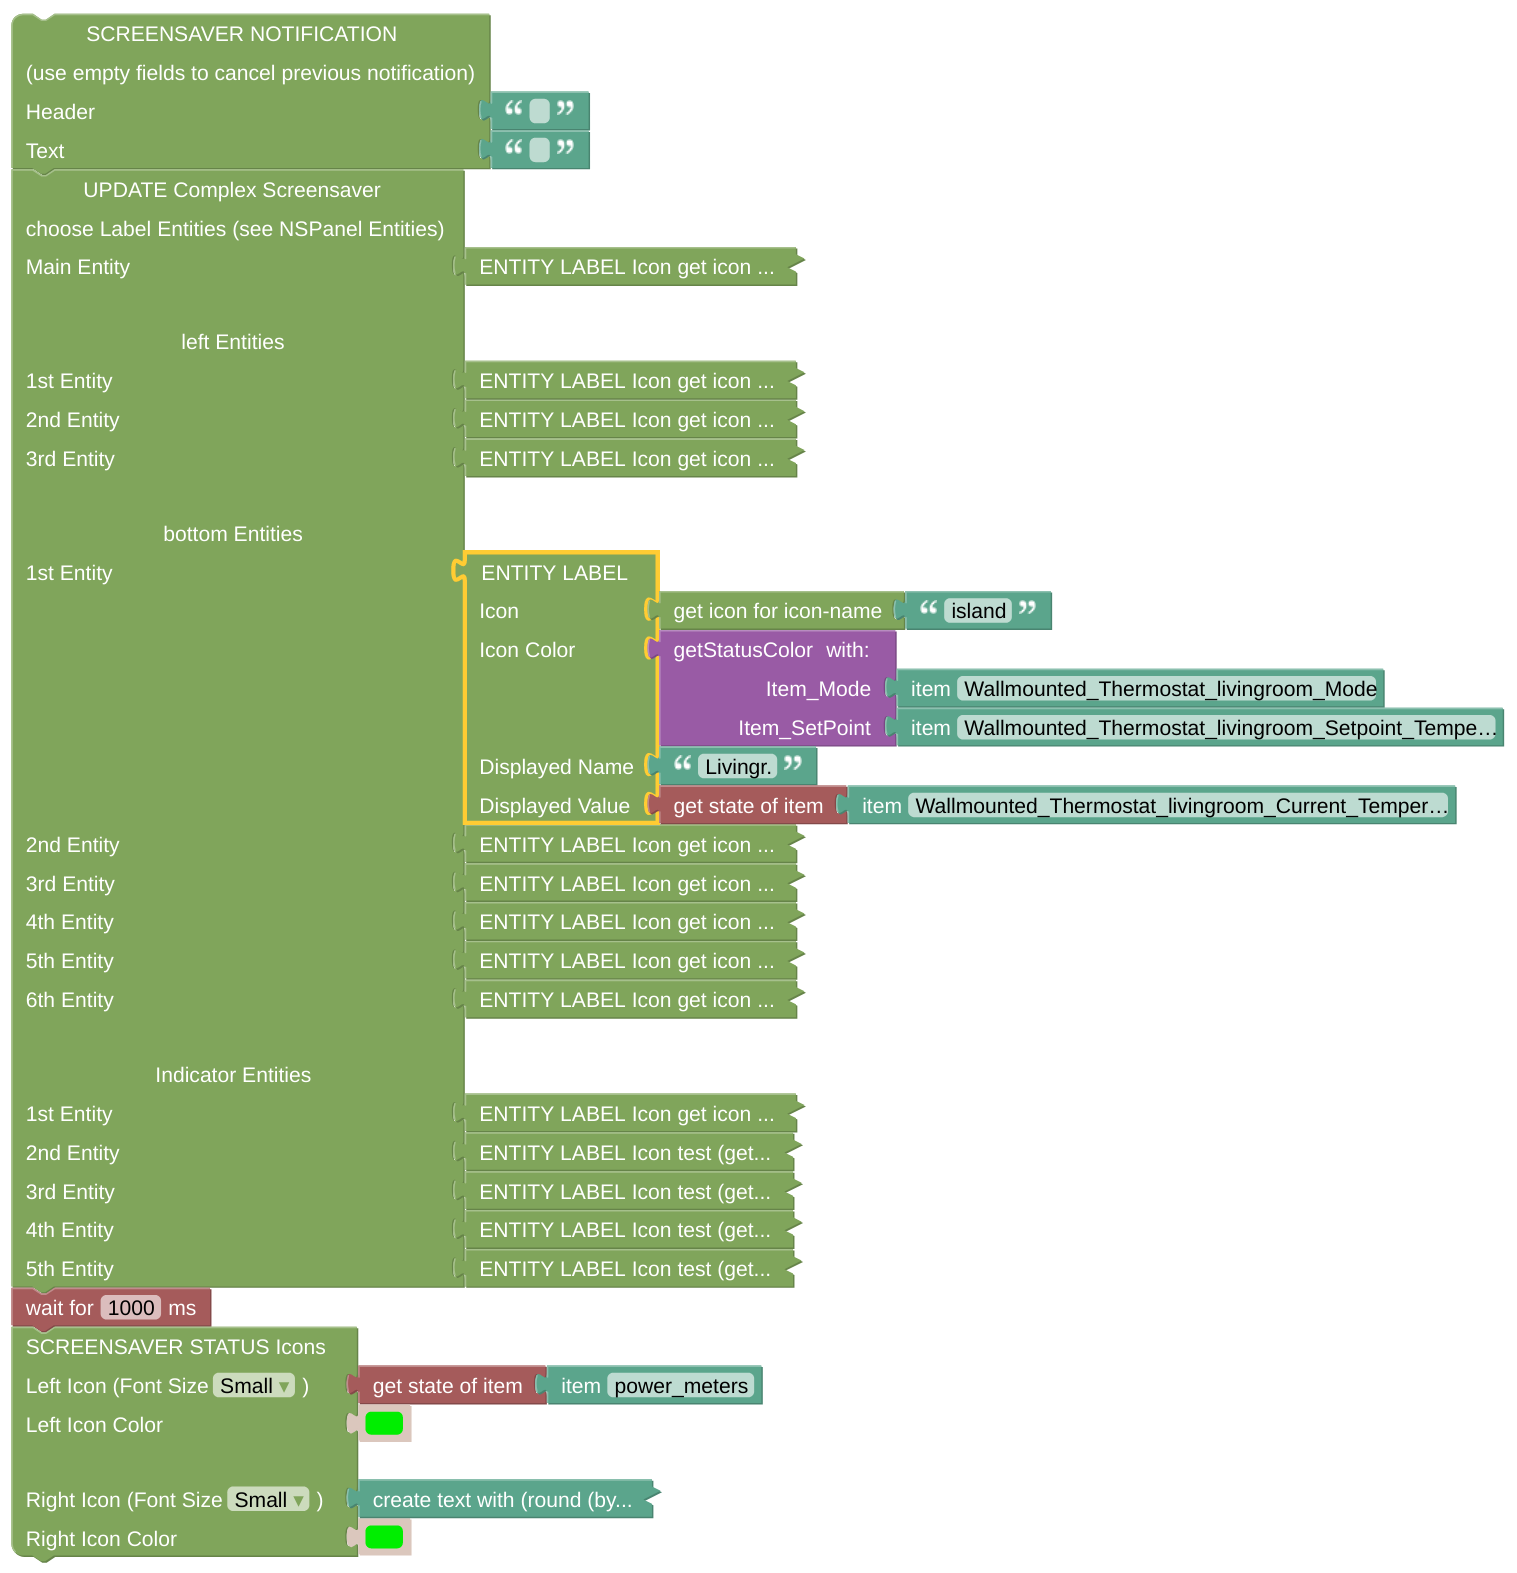 SCREENSAVER NOTIFICATION
(use empty fields to cancel previous notification)
Header “ ”
Text “ ”
UPDATE Complex Screensaver
choose Label Entities (see NSPanel Entities)
Main Entity ENTITY LABEL Icon get icon ...
left Entities
1st Entity ENTITY LABEL Icon get icon ...
2nd Entity ENTITY LABEL Icon get icon ...
3rd Entity ENTITY LABEL Icon get icon ...
bottom Entities
1st Entity ENTITY LABEL
Icon get icon for icon-name “ island ”
Icon Color getStatusColor with:
Item_Mode item Wallmounted_Thermostat_livingroom_Mode
Item_SetPoint item Wallmounted_Thermostat_livingroom_Setpoint_Tempe…
Displayed Name “ Livingr. ”
Displayed Value get state of item item Wallmounted_Thermostat_livingroom_Current_Temper…
2nd Entity ENTITY LABEL Icon get icon ...
3rd Entity ENTITY LABEL Icon get icon ...
4th Entity ENTITY LABEL Icon get icon ...
5th Entity ENTITY LABEL Icon get icon ...
6th Entity ENTITY LABEL Icon get icon ...
Indicator Entities
1st Entity ENTITY LABEL Icon get icon ...
2nd Entity ENTITY LABEL Icon test (get...
3rd Entity ENTITY LABEL Icon test (get...
4th Entity ENTITY LABEL Icon test (get...
5th Entity ENTITY LABEL Icon test (get...
wait for 1000 ms
SCREENSAVER STATUS Icons
Left Icon (Font Size Small ▾ ) get state of item item power_meters
Left Icon Color
Right Icon (Font Size Small ▾ ) create text with (round (by...
Right Icon Color